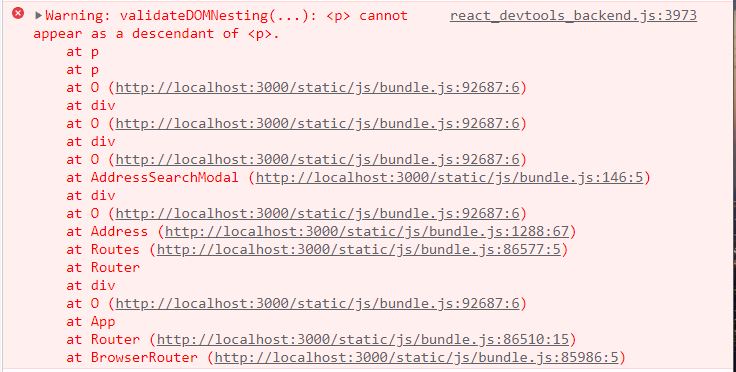 ▶Warning: validateDOMNesting(...): <p> cannot react_devtools_backend.js:3973
appear as a descendant of <p>.
at p
at p
at O (http://localhost:3000/static/js/bundle.js:92687:6)
at div
at O (http://localhost:3000/static/js/bundle.js:92687:6)
at div
at O (http://localhost:3000/static/js/bundle.js:92687:6)
at AddressSearchModal (http://localhost:3000/static/js/bundle.js:146:5)
at div
at O (http://localhost:3000/static/js/bundle.js:92687:6)
at Address (http://localhost:3000/static/js/bundle.js:1288:67)
at Routes (http://localhost:3000/static/js/bundle.js:86577:5)
at Router
at div
at O (http://localhost:3000/static/js/bundle.js:92687:6)
at App
at Router (http://localhost:3000/static/js/bundle.js:86510:15)
at BrowserRouter (http://localhost:3000/static/js/bundle.js:85986:5)